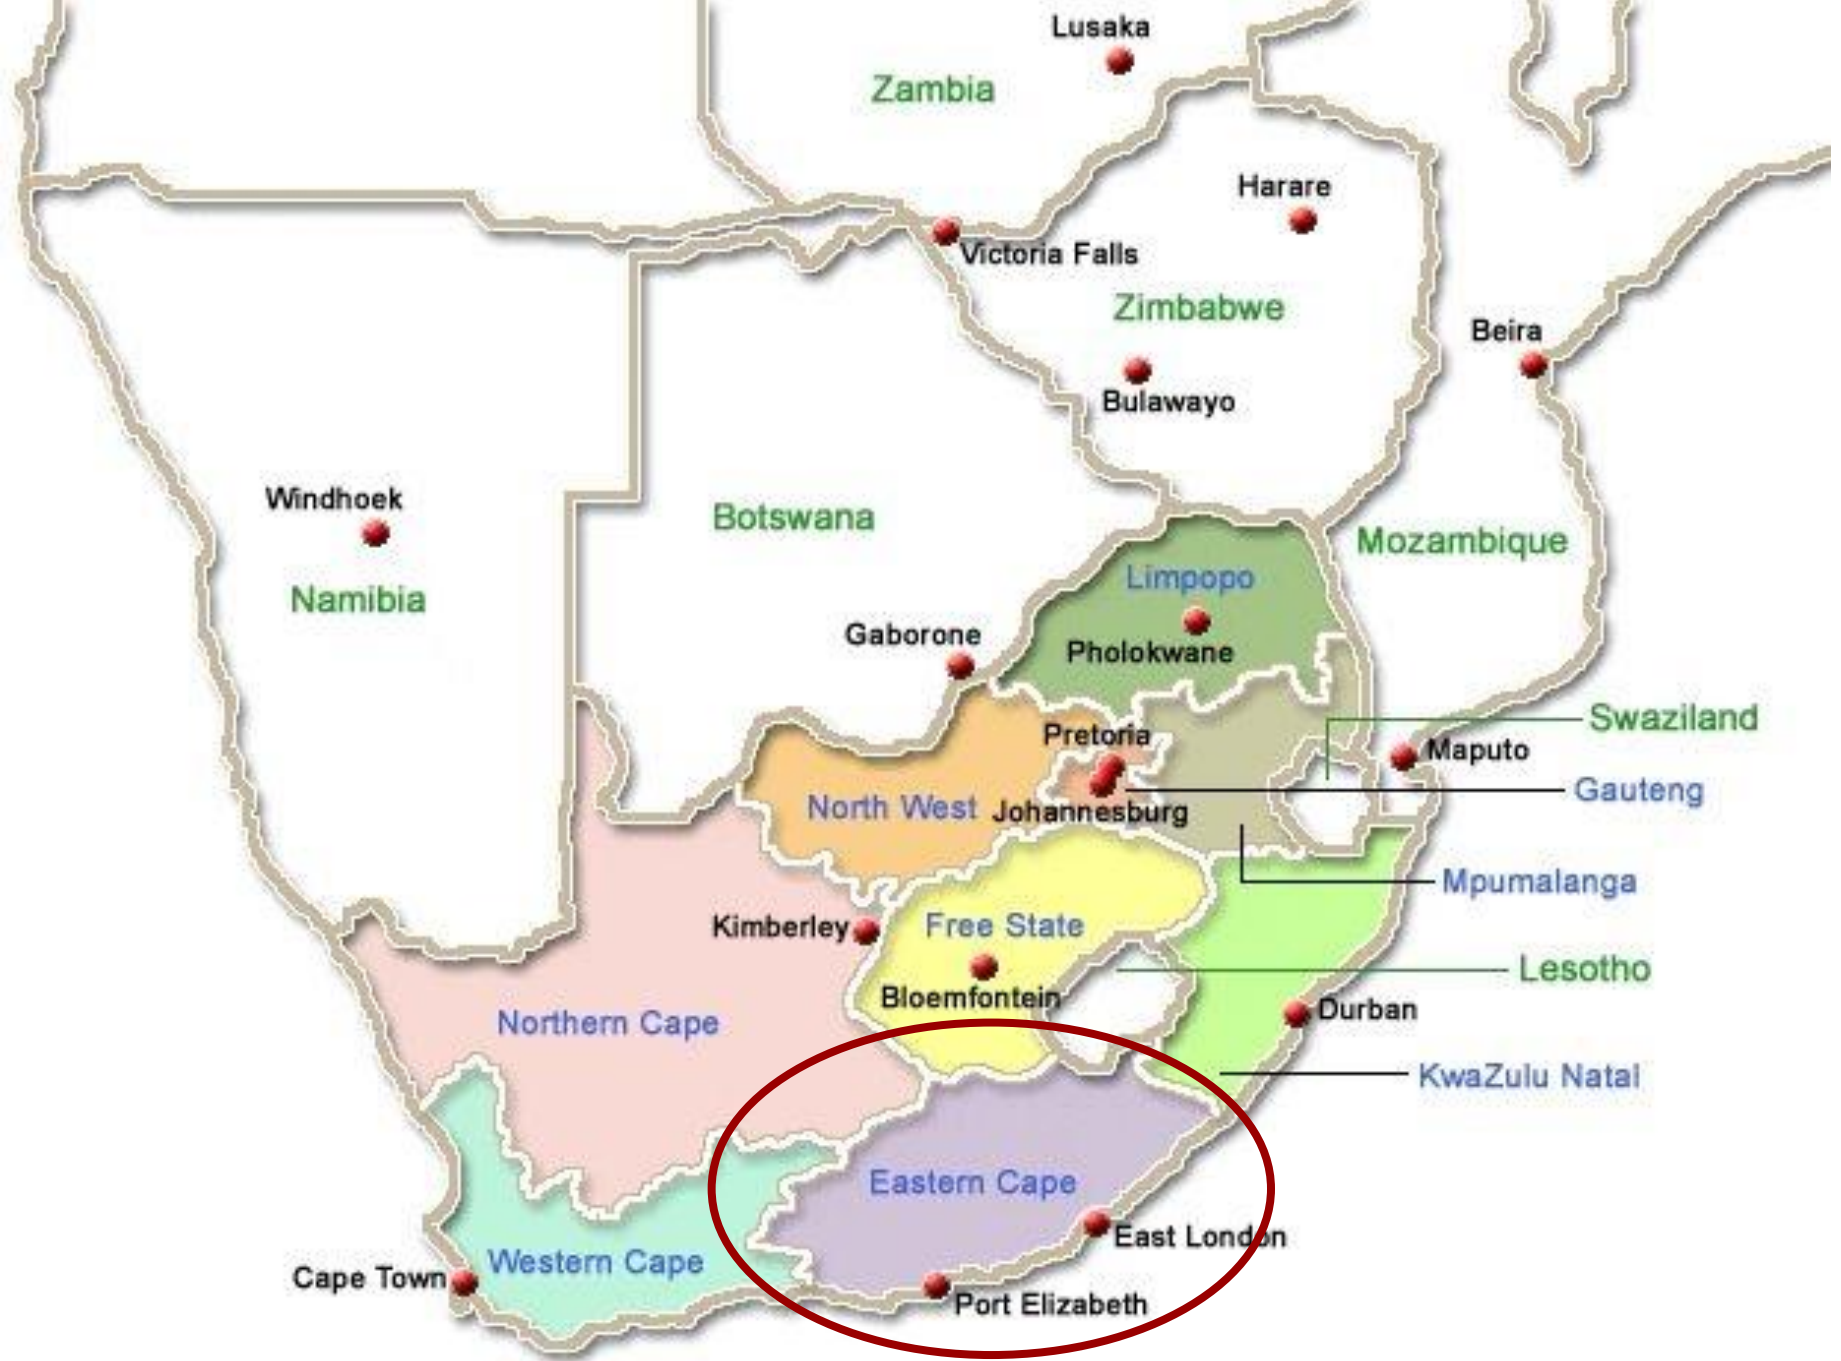 Lusaka
Zambia
Harare
Victoria Falls
Zimbabwe
Beira
Bulawayo
Windhoek
Botswana
Mozambique
Limpopo
Namibia
Gaborone
Pholokwane
Swaziland
Pretoria
Maputo
Gauteng
North West
Johannesburg
Mpumalanga
Kimberley
Free State
Lesotho
Bloemfontein
Durban
Northern Cape
KwaZulu Natal
Eastern Cape
East London
Western Cape
Cape Town
Port Elizabeth